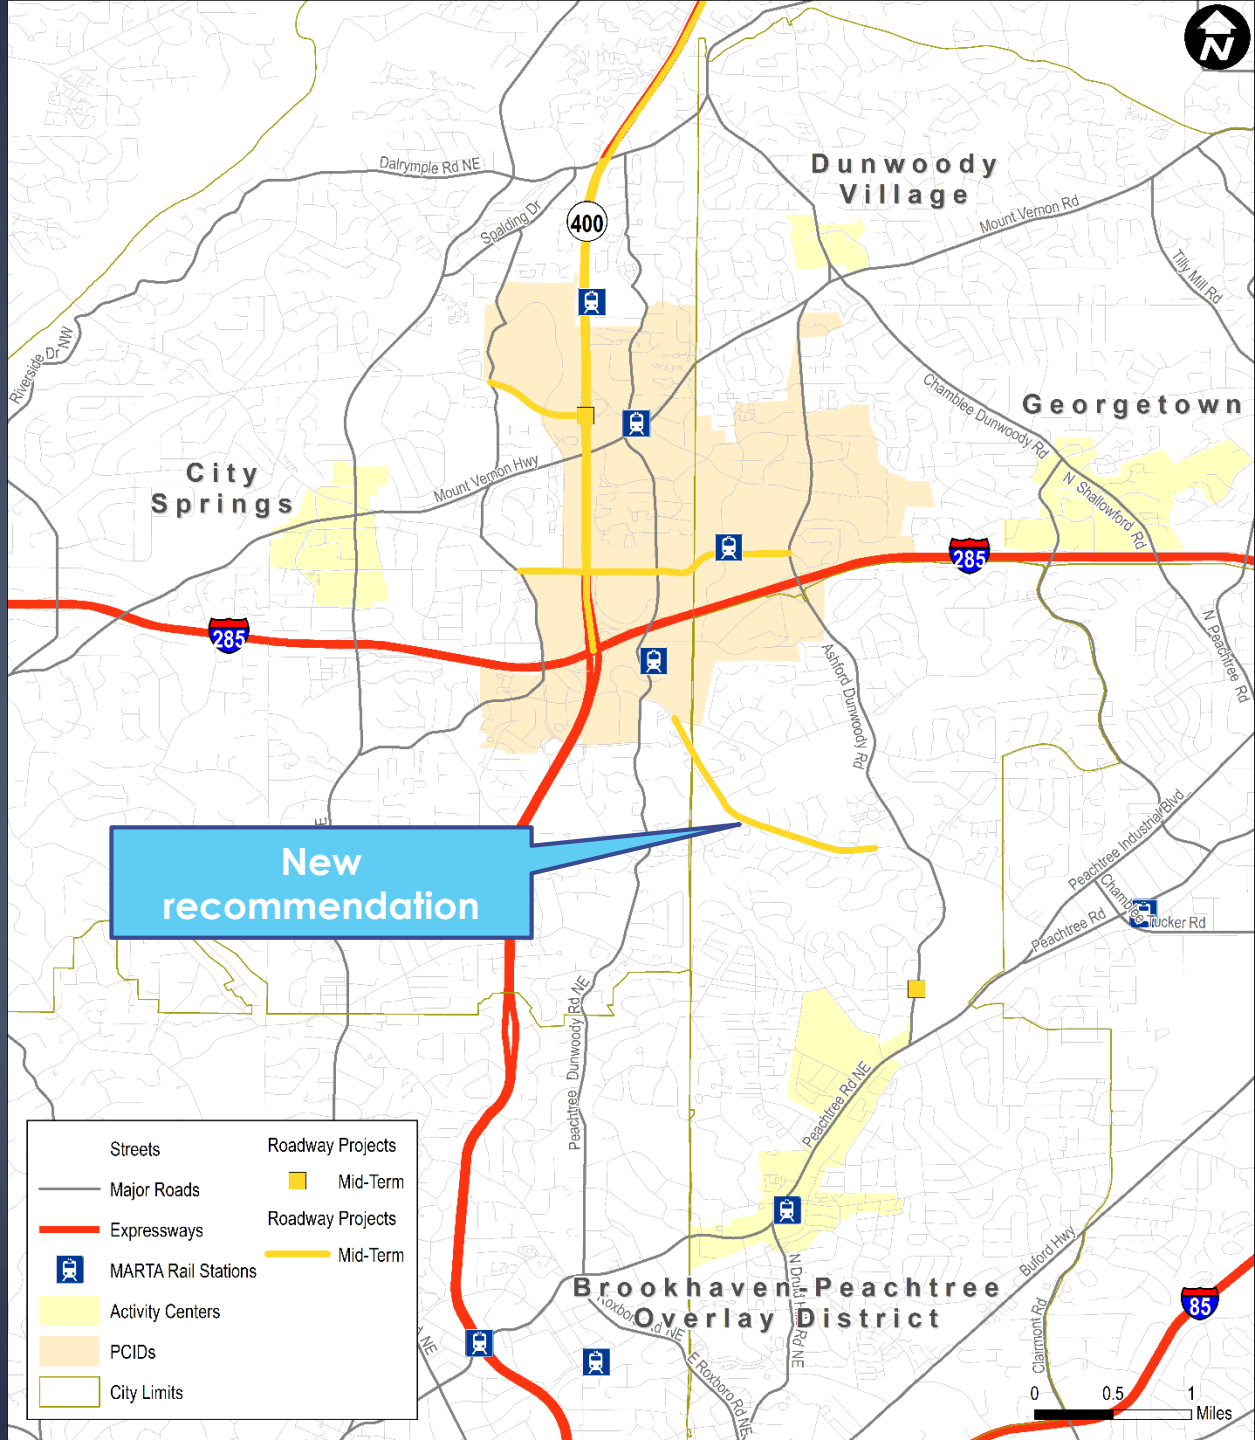 N
Dunwoody
Village
Dalrymple Rd NE
Mount Vernon Rd
Spalding Dr
400
Tilly Mill Rd
Riverside Dr NW
Chamblee Dunwoody Rd
Georgetown
City
Springs
Mount Vernon Hwy
N Shallowford Rd
285
285
N Peachtree Rd
Ashford Dunwoody Rd
New
recommendation
Peachtree Industrial Blvd
Chamblee Tucker Rd
Peachtree Rd
Peachtree Dunwoody Rd NE
Peachtree Rd NE
Buford Hwy
Brookhaven-Peachtree
Overlay District
N Druid Hills Rd NE
Roxboro Rd NE
E Roxboro Rd NE
Clairmont Rd
85
NE
E
Streets
Major Roads
Expressways
MARTA Rail Stations
Activity Centers
PCIDs
City Limits
Roadway Projects
Mid-Term
Roadway Projects
Mid-Term
0 0.5 1
Miles